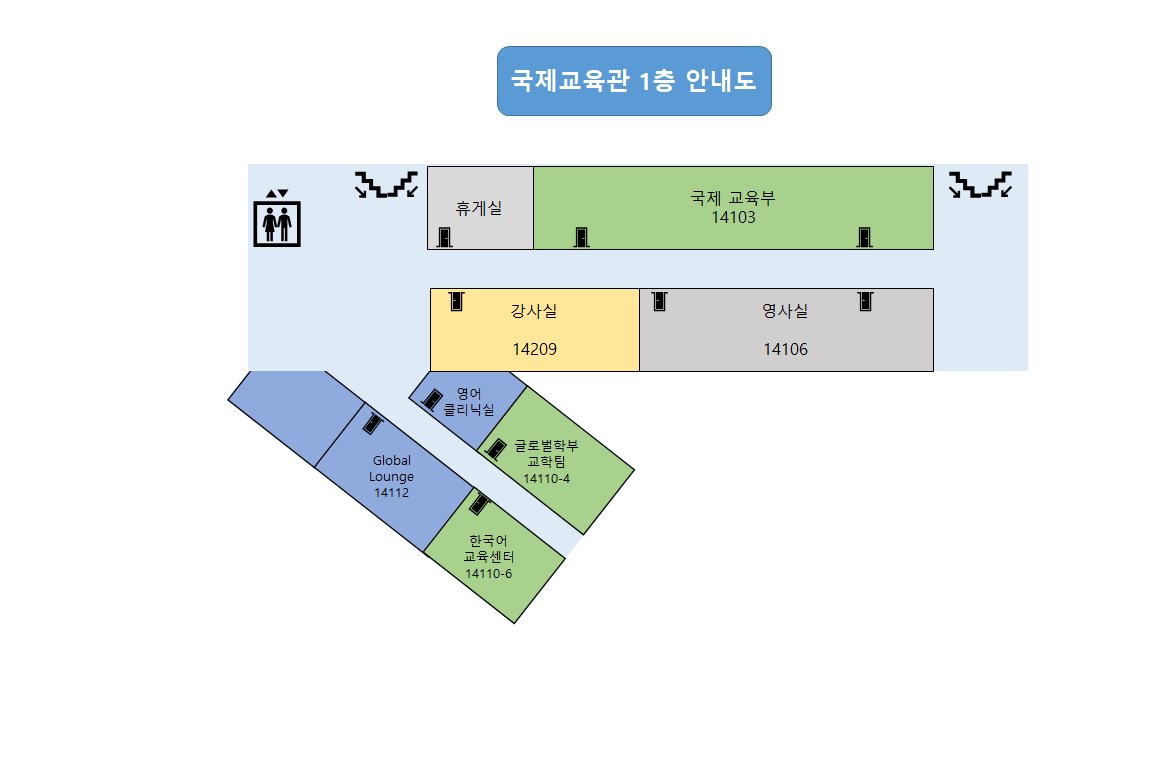 국제교육관 1층 안내도
휴게실
국제 교육부
14103
강사실
14209
영사실
14106
영어
클리닉실
글로벌학부
교학팀
14110-4
Global
Lounge
14112
한국어
교육센터
14110-6